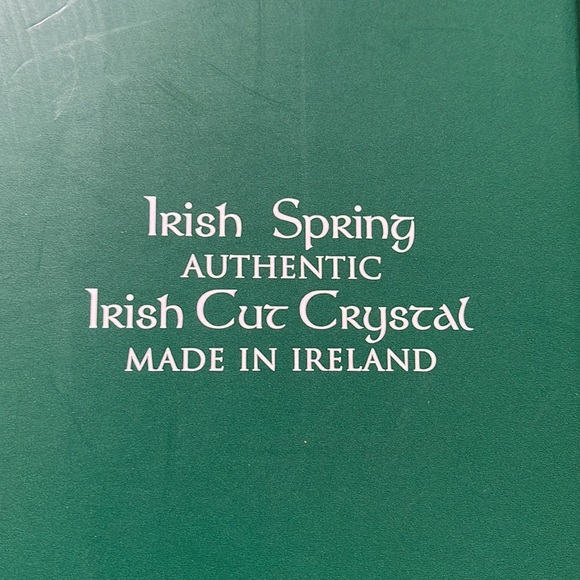 Irish Spring
AUTHENTIC
Irish Cut Crystal
MADE IN IRELAND